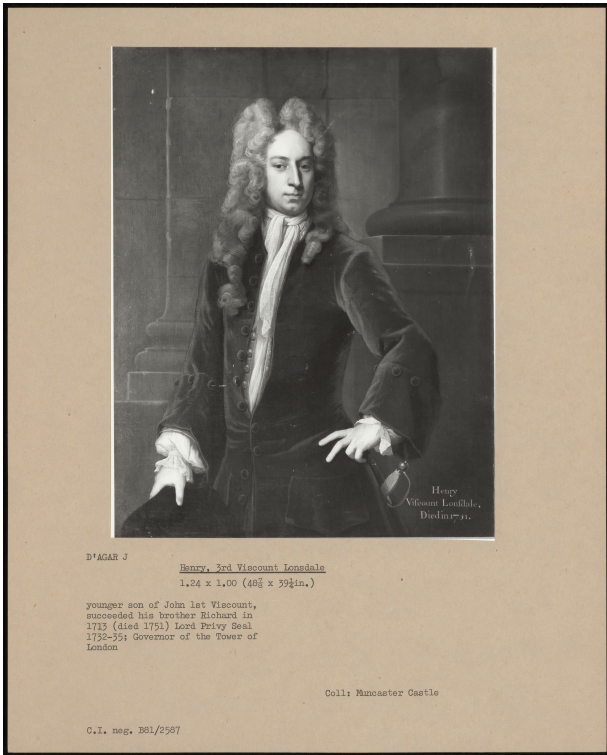 Henry
Viſcount Lonſdale,
Died in 1751.
D'AGAR J
Henry, 3rd Viscount Lonsdale
1.24 x 1.00 (48⅞ x 39¼in.)
younger son of John 1st Viscount,
succeeded his brother Richard in
1713 (died 1751) Lord Privy Seal
1732-35; Governor of the Tower of
London
Coll: Muncaster Castle
C.I. neg. B81/2587